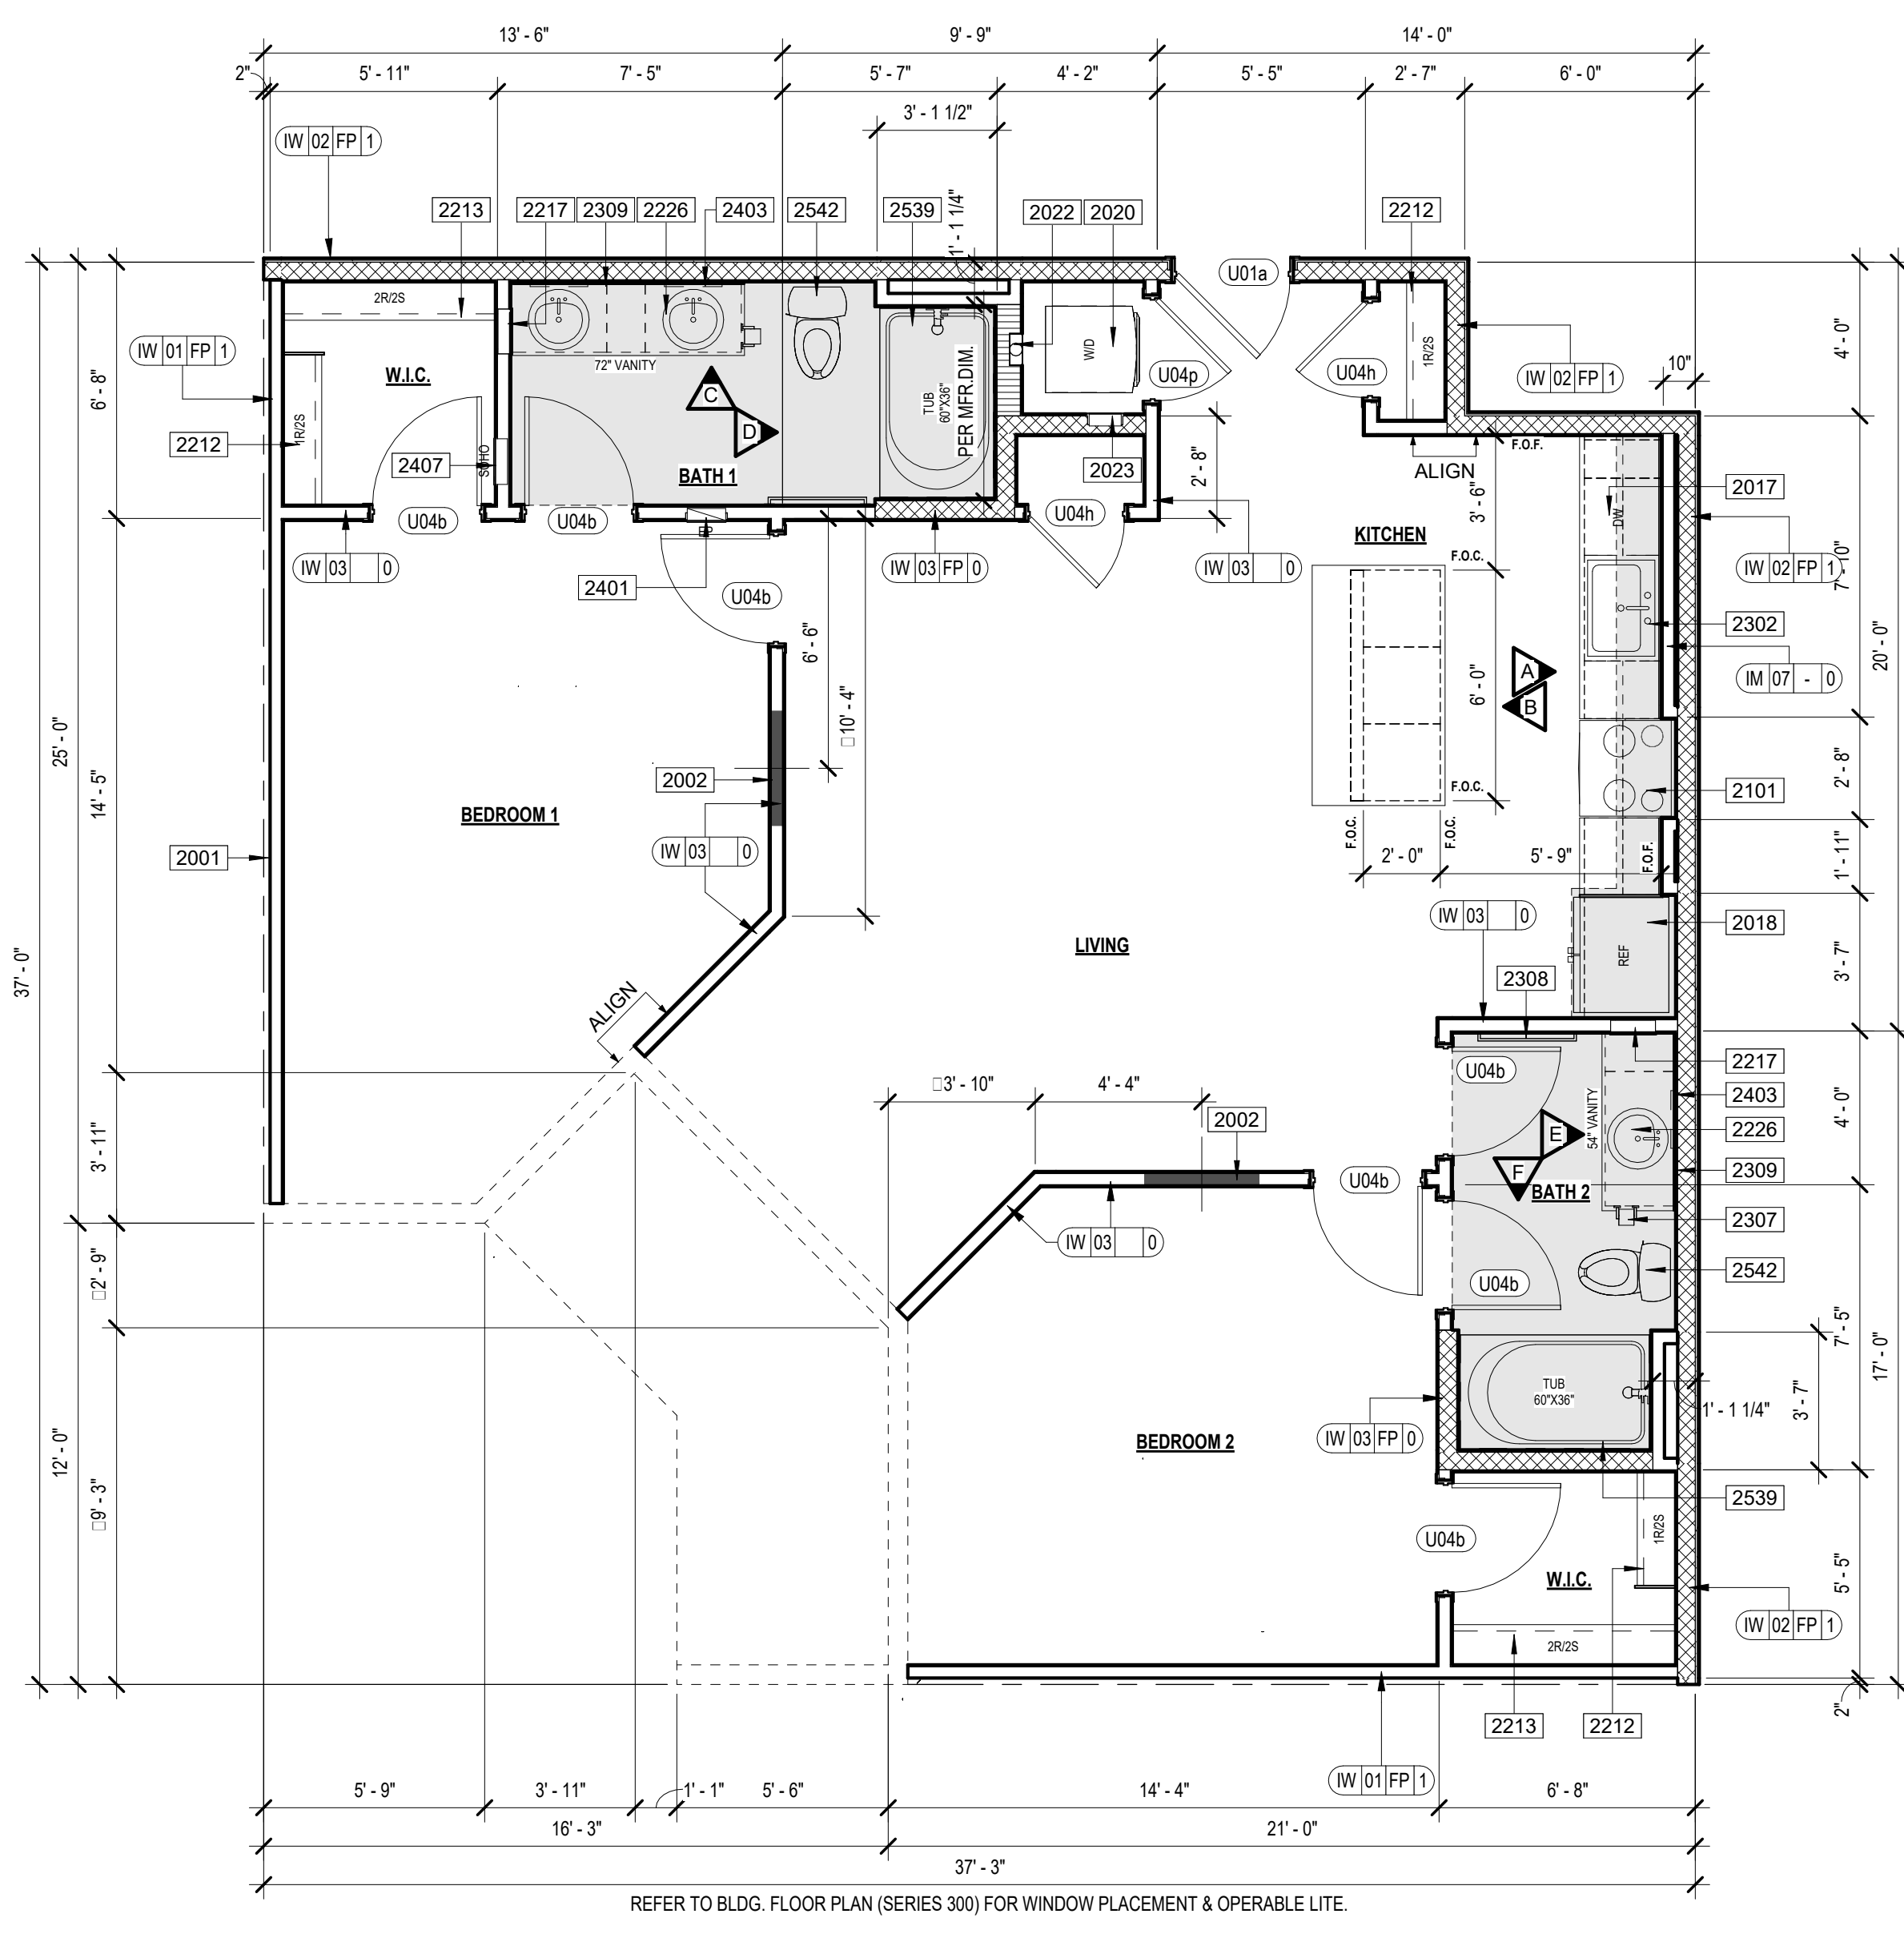 13' - 6" 9' - 9" 14' - 0"
2" 5' - 11" 7' - 5" 5' - 7" 4' - 2" 5' - 5" 2' - 7" 6' - 0"
3' - 1 1/2"
IW 02 FP 1
2213 2217 2309 2226 2403 2542 2539 1' - 1 1/4" 2022 2020 2212
U01a
2R/2S
IW 01 FP 1
W.I.C.
72" VANITY
W/D
U04p
U04h
1R/2S
IW 02 FP 1
10"
4' - 0"
6' - 8"
C
D
TUB
60"X36"
PER MFR.DIM.
2212
1R/2S
2407
SOHO
BATH 1
2023
2' - 8"
ALIGN
F.O.F.
3' - 6"
2017
DW
U04b
U04b
U04h
KITCHEN
F.O.C.
IW 03 0
2401
IW 03 FP 0
IW 03 0
IW 02 FP 1
7' - 10"
U04b
2302
6' - 6"
20' - 0"
A
B
IM 07 - 0
6' - 0"
10' - 4"
25' - 0"
14' - 5"
2002
F.O.C.
2101
2' - 8"
BEDROOM 1
IW 03 0
2001
F.O.C.
F.O.C.
2' - 0"
5' - 9"
F.O.F.
1' - 11"
IW 03 0
2018
LIVING
REF
3' - 7"
37' - 0"
2308
ALIGN
U04b
2217
3' - 10"
4' - 4"
2002
54" VANITY
2403
4' - 0"
E
2226
3' - 11"
F
2309
U04b
BATH 2
2307
IW 03 0
2' - 9"
U04b
2542
7' - 5"
17' - 0"
TUB
60"X36"
1' - 1 1/4"
3' - 7"
12' - 0"
BEDROOM 2
IW 03 FP 0
2539
9' - 3"
U04b
1R/2S
W.I.C.
5' - 5"
IW 02 FP 1
2R/2S
2213 2212
2"
IW 01 FP 1
5' - 9" 3' - 11" 1' - 1" 5' - 6" 14' - 4" 6' - 8"
16' - 3" 21' - 0"
37' - 3"
REFER TO BLDG. FLOOR PLAN (SERIES 300) FOR WINDOW PLACEMENT & OPERABLE LITE.